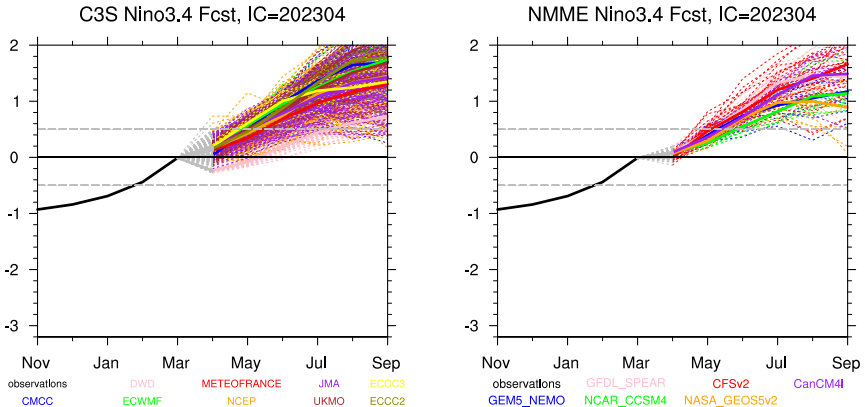 C3S Nino3.4 Fcst, IC=202304
2
1
0
-1
-2
-3
Nov Jan Mar May Jul Sep
observations DWD METEOFRANCE JMA ECCC3
CMCC ECWMF NCEP UKMO ECCC2
NMME Nino3.4 Fcst, IC=202304
2
1
0
-1
-2
-3
Nov Jan Mar May Jul Sep
observations GFDL_SPEAR CFSv2 CanCM4I
GEM5_NEMO NCAR_CCSM4 NASA_GEOS5v2